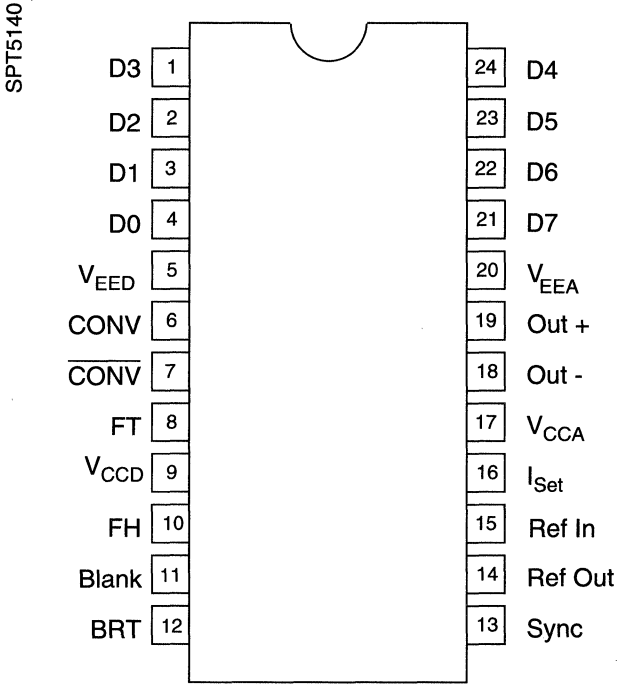 SPT5140
D3 1 24 D4
D2 2 23 D5
D1 3 22 D6
D0 4 21 D7
VEED 5 20 VEEA
CONV 6 19 Out +
CONV 7 18 Out -
FT 8 17 VCCA
VCCD 9 16 ISet
FH 10 15 Ref In
Blank 11 14 Ref Out
BRT 12 13 Sync